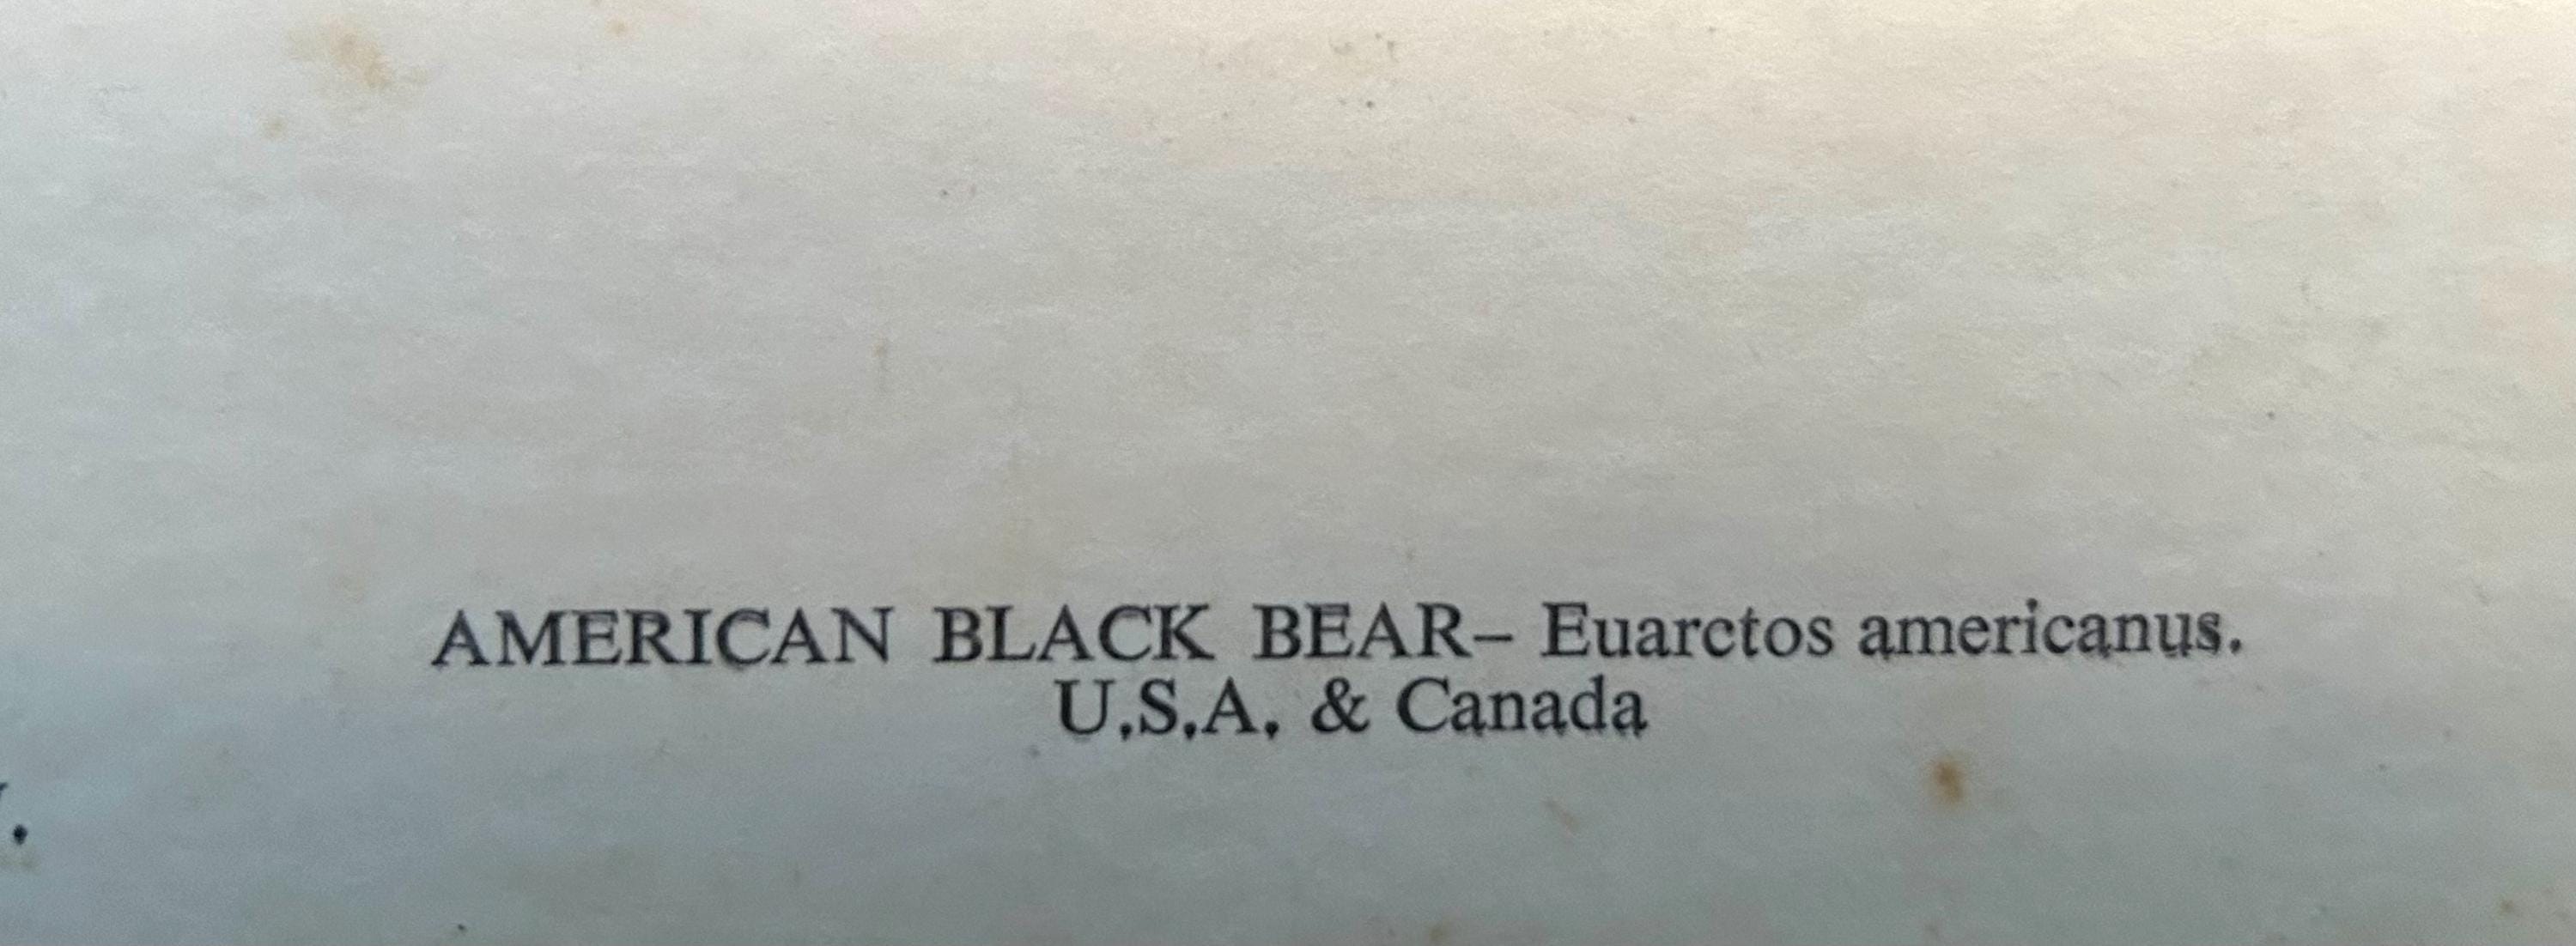 AMERICAN BLACK BEAR– Euarctos americanus.
U.S.A. & Canada